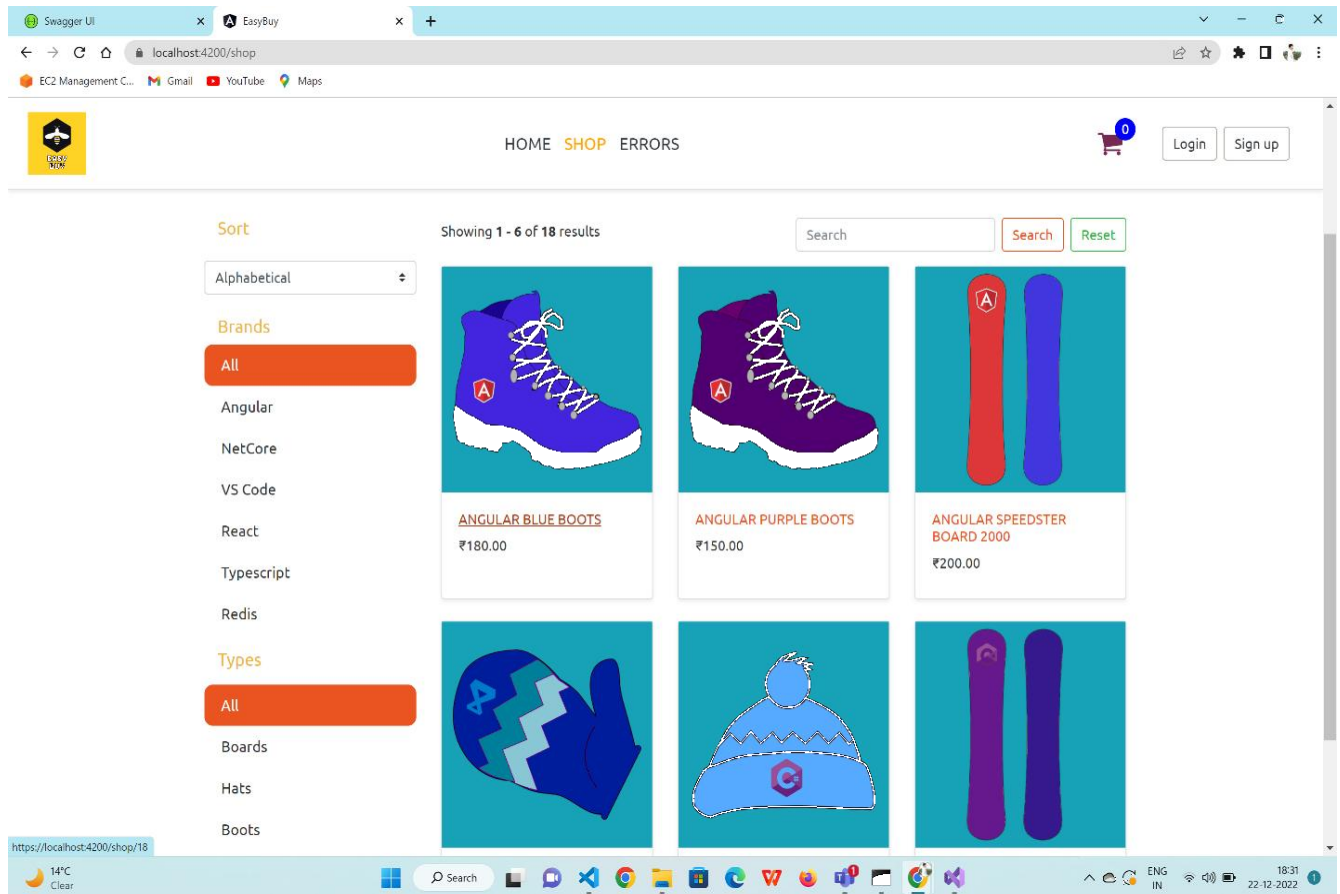 Swagger UI
EasyBuy
localhost:4200/shop
EC2 Management C...
Gmail
YouTube
Maps
HOME SHOP ERRORS
0
Login
Sign up
Sort
Showing 1 - 6 of 18 results
Search
Search
Reset
Alphabetical
Brands
All
Angular
NetCore
VS Code
React
Typescript
Redis
Types
All
Boards
Hats
Boots
ANGULAR BLUE BOOTS
₹180.00
ANGULAR PURPLE BOOTS
₹150.00
ANGULAR SPEEDSTER
BOARD 2000
₹200.00
https://localhost:4200/shop/18
14°C
Clear
Search
ENG
IN
18:31
22-12-2022
1